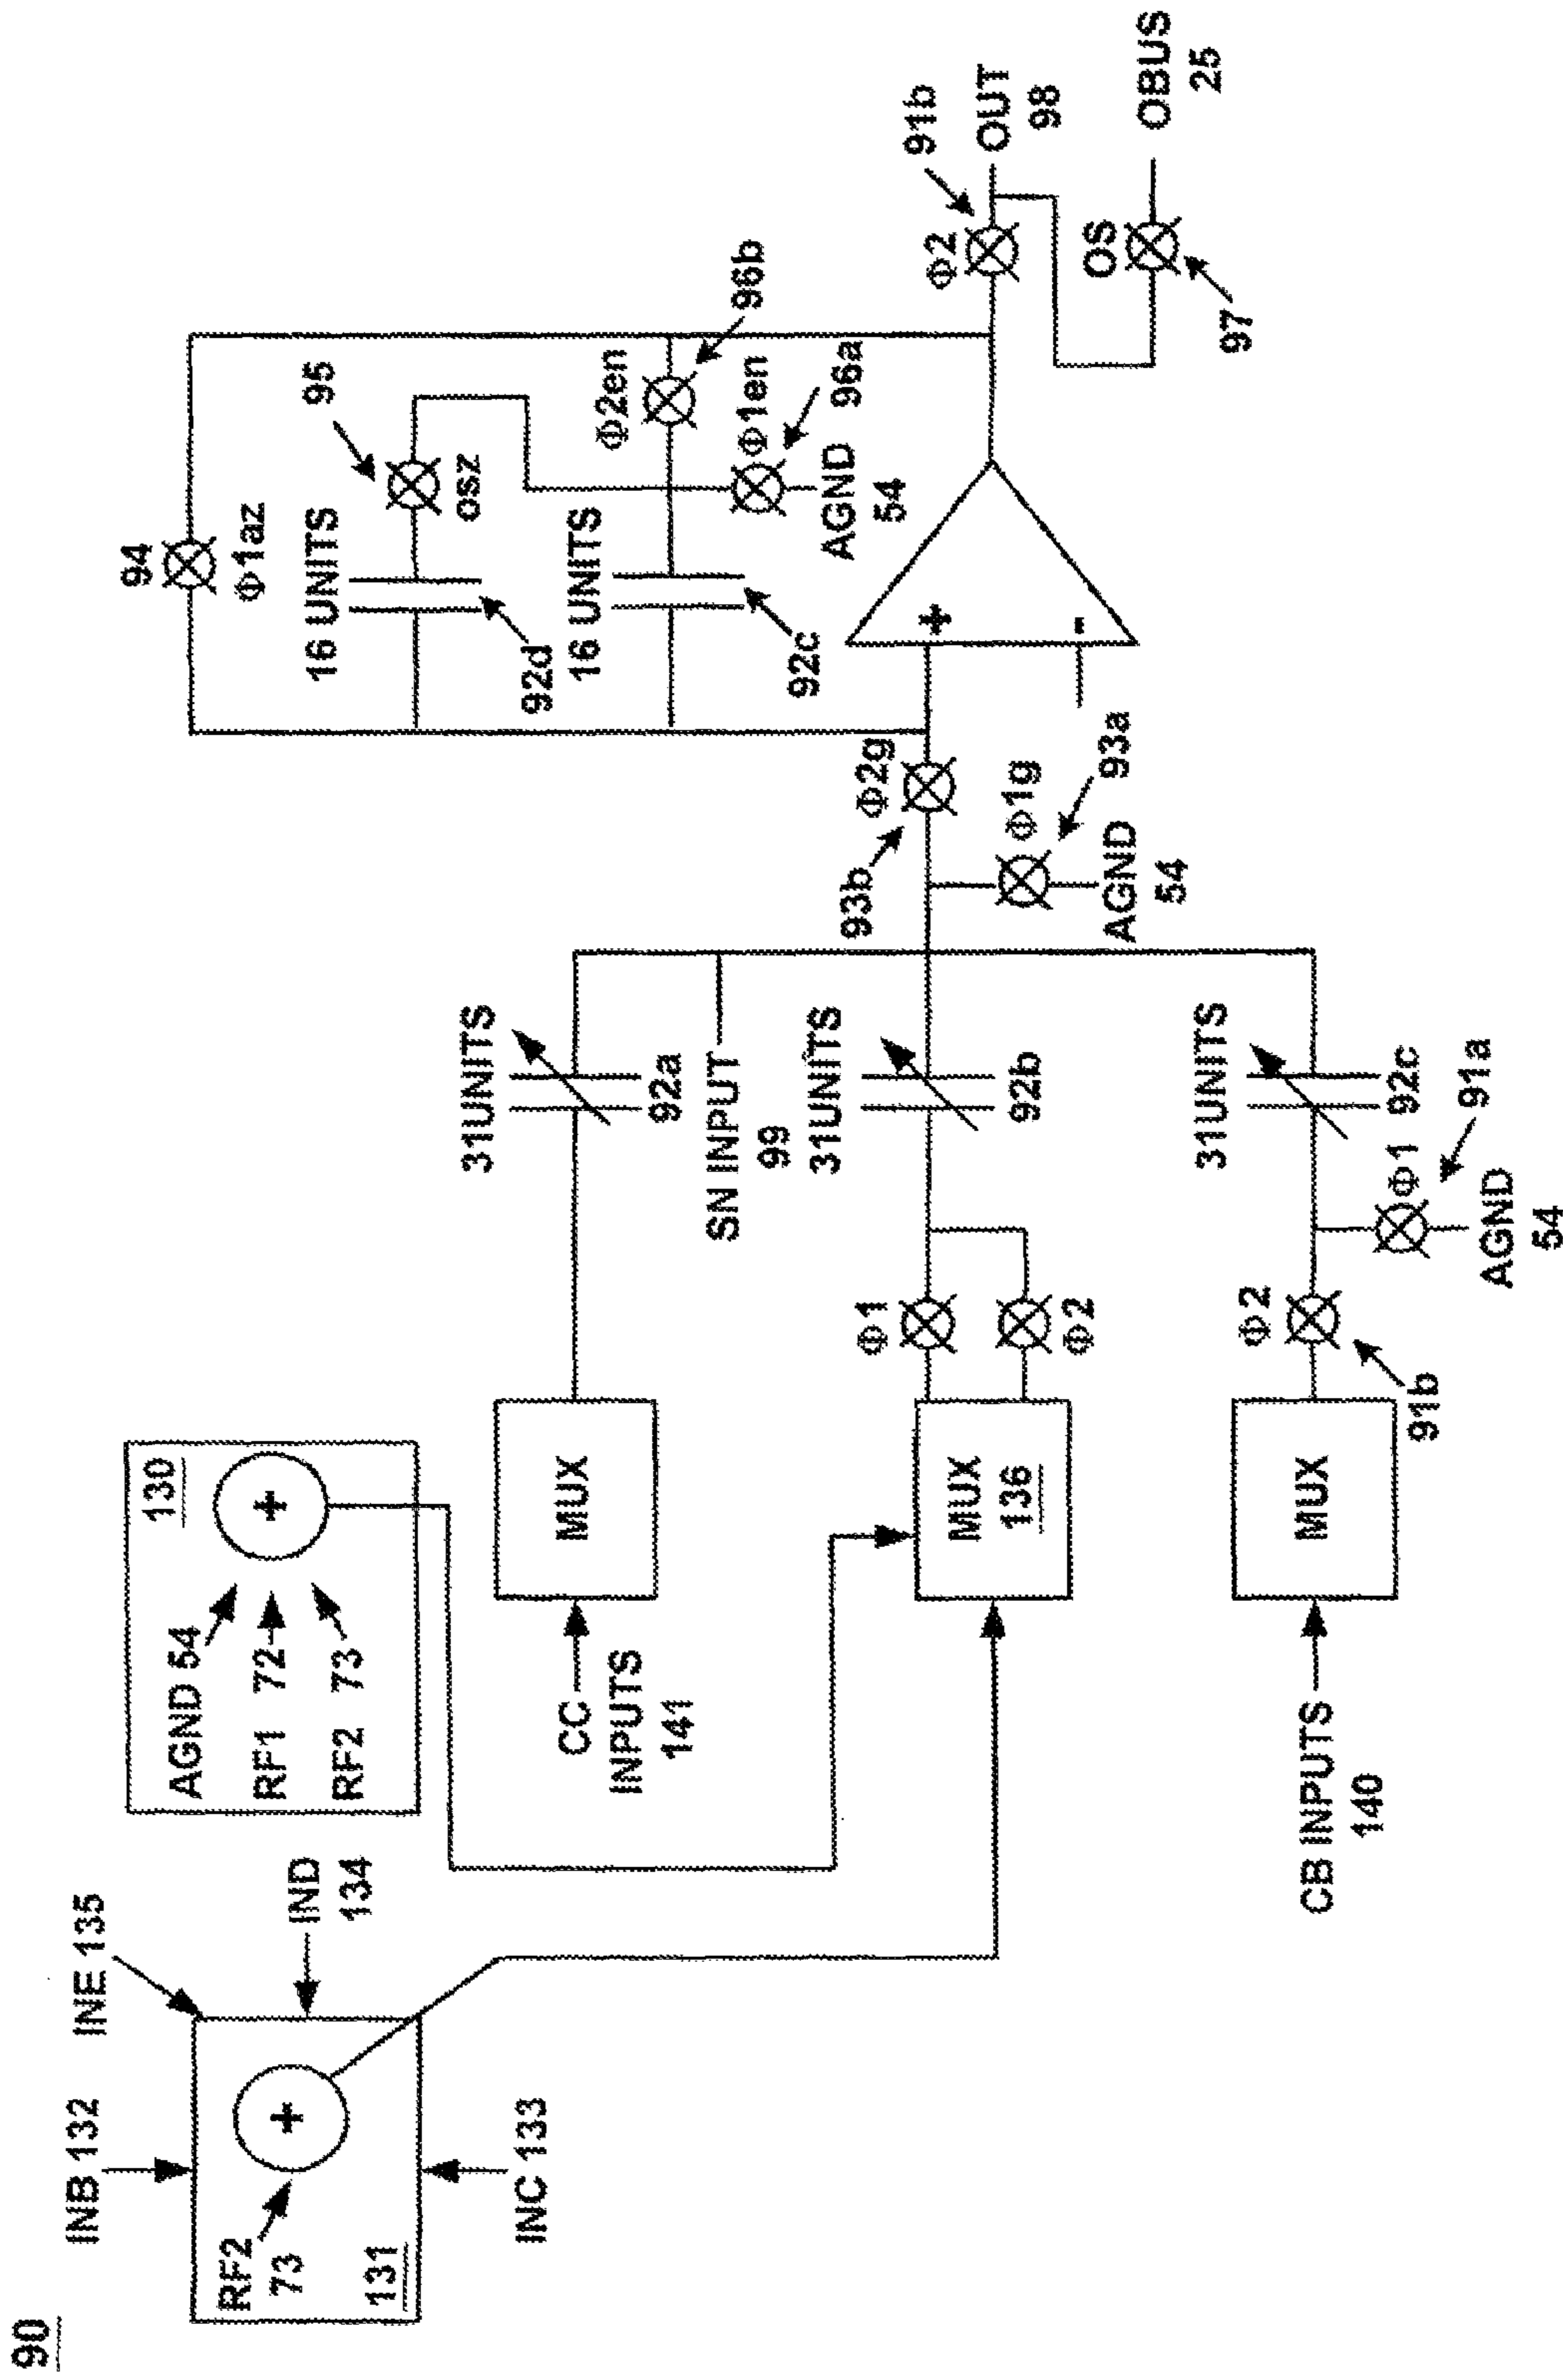 90
INB 132
INE 135
IND
134
RF2
73
+
131
INC 133
130
AGND 54
RF1 72
RF2 73
+
CC
INPUTS
141
MUX
MUX
136
CB INPUTS
140
MUX
Φ1
Φ2
Φ2
91b
Φ1
91a
AGND
54
31UNITS
92a
SN INPUT
99
31UNITS
92b
31UNITS
92c
93b
Φ2g
Φ1g
93a
AGND
54
94
Φ1az
16 UNITS
92d
95
osz
16 UNITS
92c
Φ2en
96b
Φ1en
96a
AGND
54
+
-
Φ2
91b
OUT
98
OS
97
OBUS
25